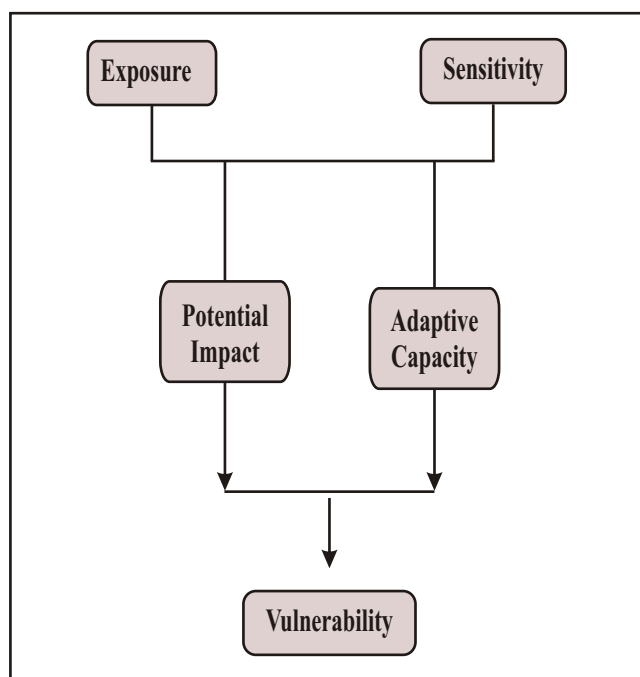 Exposure
Sensitivity
Potential
Impact
Adaptive
Capacity
Vulnerability